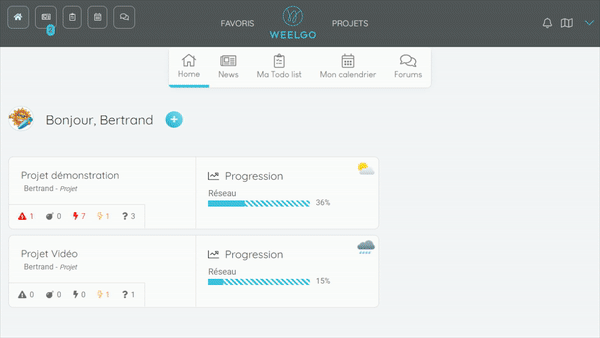 FAVORIS
WEELGO
PROJETS
2
Home
News
Ma Todo list
Mon calendrier
Forums
Bonjour, Bertrand
Projet démonstration
Bertrand - Projet
1 0 7 1 ? 3
Progression
Réseau
36%
Projet Vidéo
Bertrand - Projet
0 0 0 1 ? 1
Progression
Réseau
15%